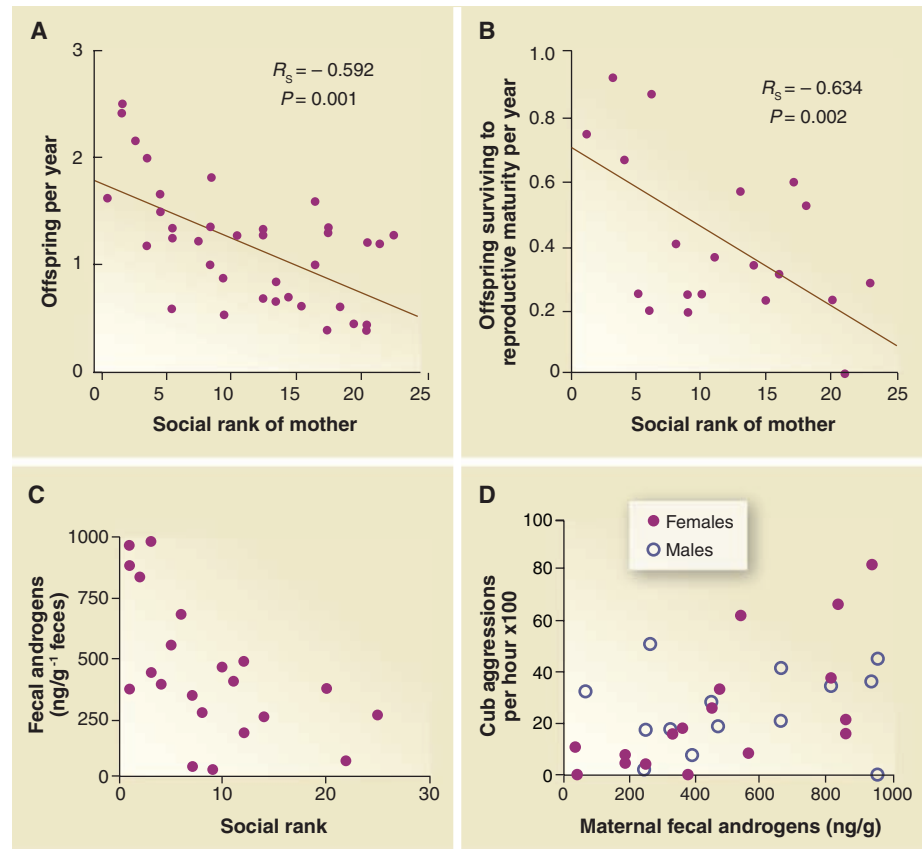 A
3
2
1
0
Offspring per year
R_S = – 0.592
P = 0.001
0 5 10 15 20 25
Social rank of mother
B
1.0
0.8
0.6
0.4
0.2
0
Offspring surviving to
reproductive maturity per year
R_S = – 0.634
P = 0.002
0 5 10 15 20 25
Social rank of mother
C
1000
750
500
250
0
Fecal androgens
(ng/g⁻¹ feces)
0 10 20 30
Social rank
D
100
80
60
40
20
0
Cub aggressions
per hour x100
Females
Males
0 200 400 600 800 1000
Maternal fecal androgens (ng/g)